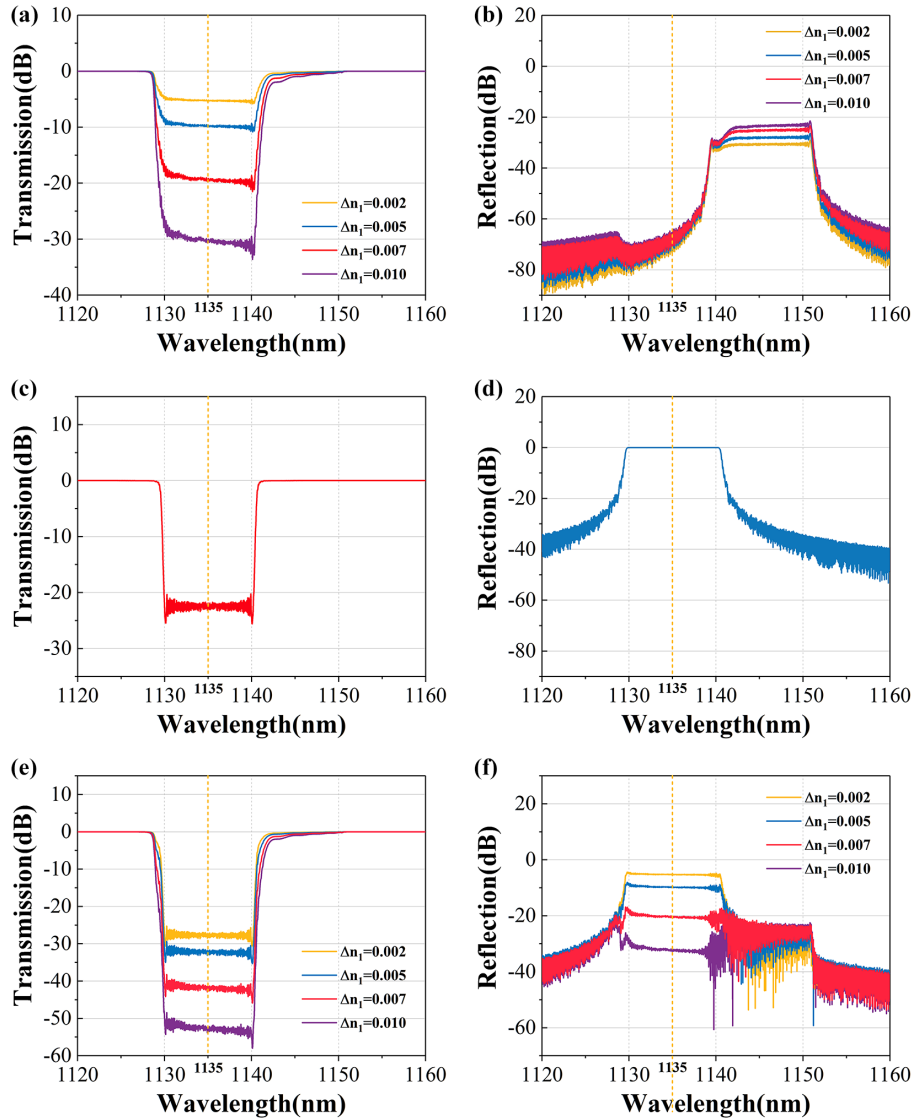 (a)
Transmission(dB)
10
0
-10
-20
-30
-40
Δn1=0.002
Δn1=0.005
Δn1=0.007
Δn1=0.010
1120 1130 1135 1140 1150 1160
Wavelength(nm)
(b)
Reflection(dB)
20
0
-20
-40
-60
-80
Δn1=0.002
Δn1=0.005
Δn1=0.007
Δn1=0.010
1120 1130 1135 1140 1150 1160
Wavelength(nm)
(c)
Transmission(dB)
10
0
-10
-20
-30
1120 1130 1135 1140 1150 1160
Wavelength(nm)
(d)
Reflection(dB)
20
0
-20
-40
-60
-80
1120 1130 1135 1140 1150 1160
Wavelength(nm)
(e)
Transmission(dB)
10
0
-10
-20
-30
-40
-50
-60
Δn1=0.002
Δn1=0.005
Δn1=0.007
Δn1=0.010
1120 1130 1135 1140 1150 1160
Wavelength(nm)
(f)
Reflection(dB)
20
0
-20
-40
-60
Δn1=0.002
Δn1=0.005
Δn1=0.007
Δn1=0.010
1120 1130 1135 1140 1150 1160
Wavelength(nm)